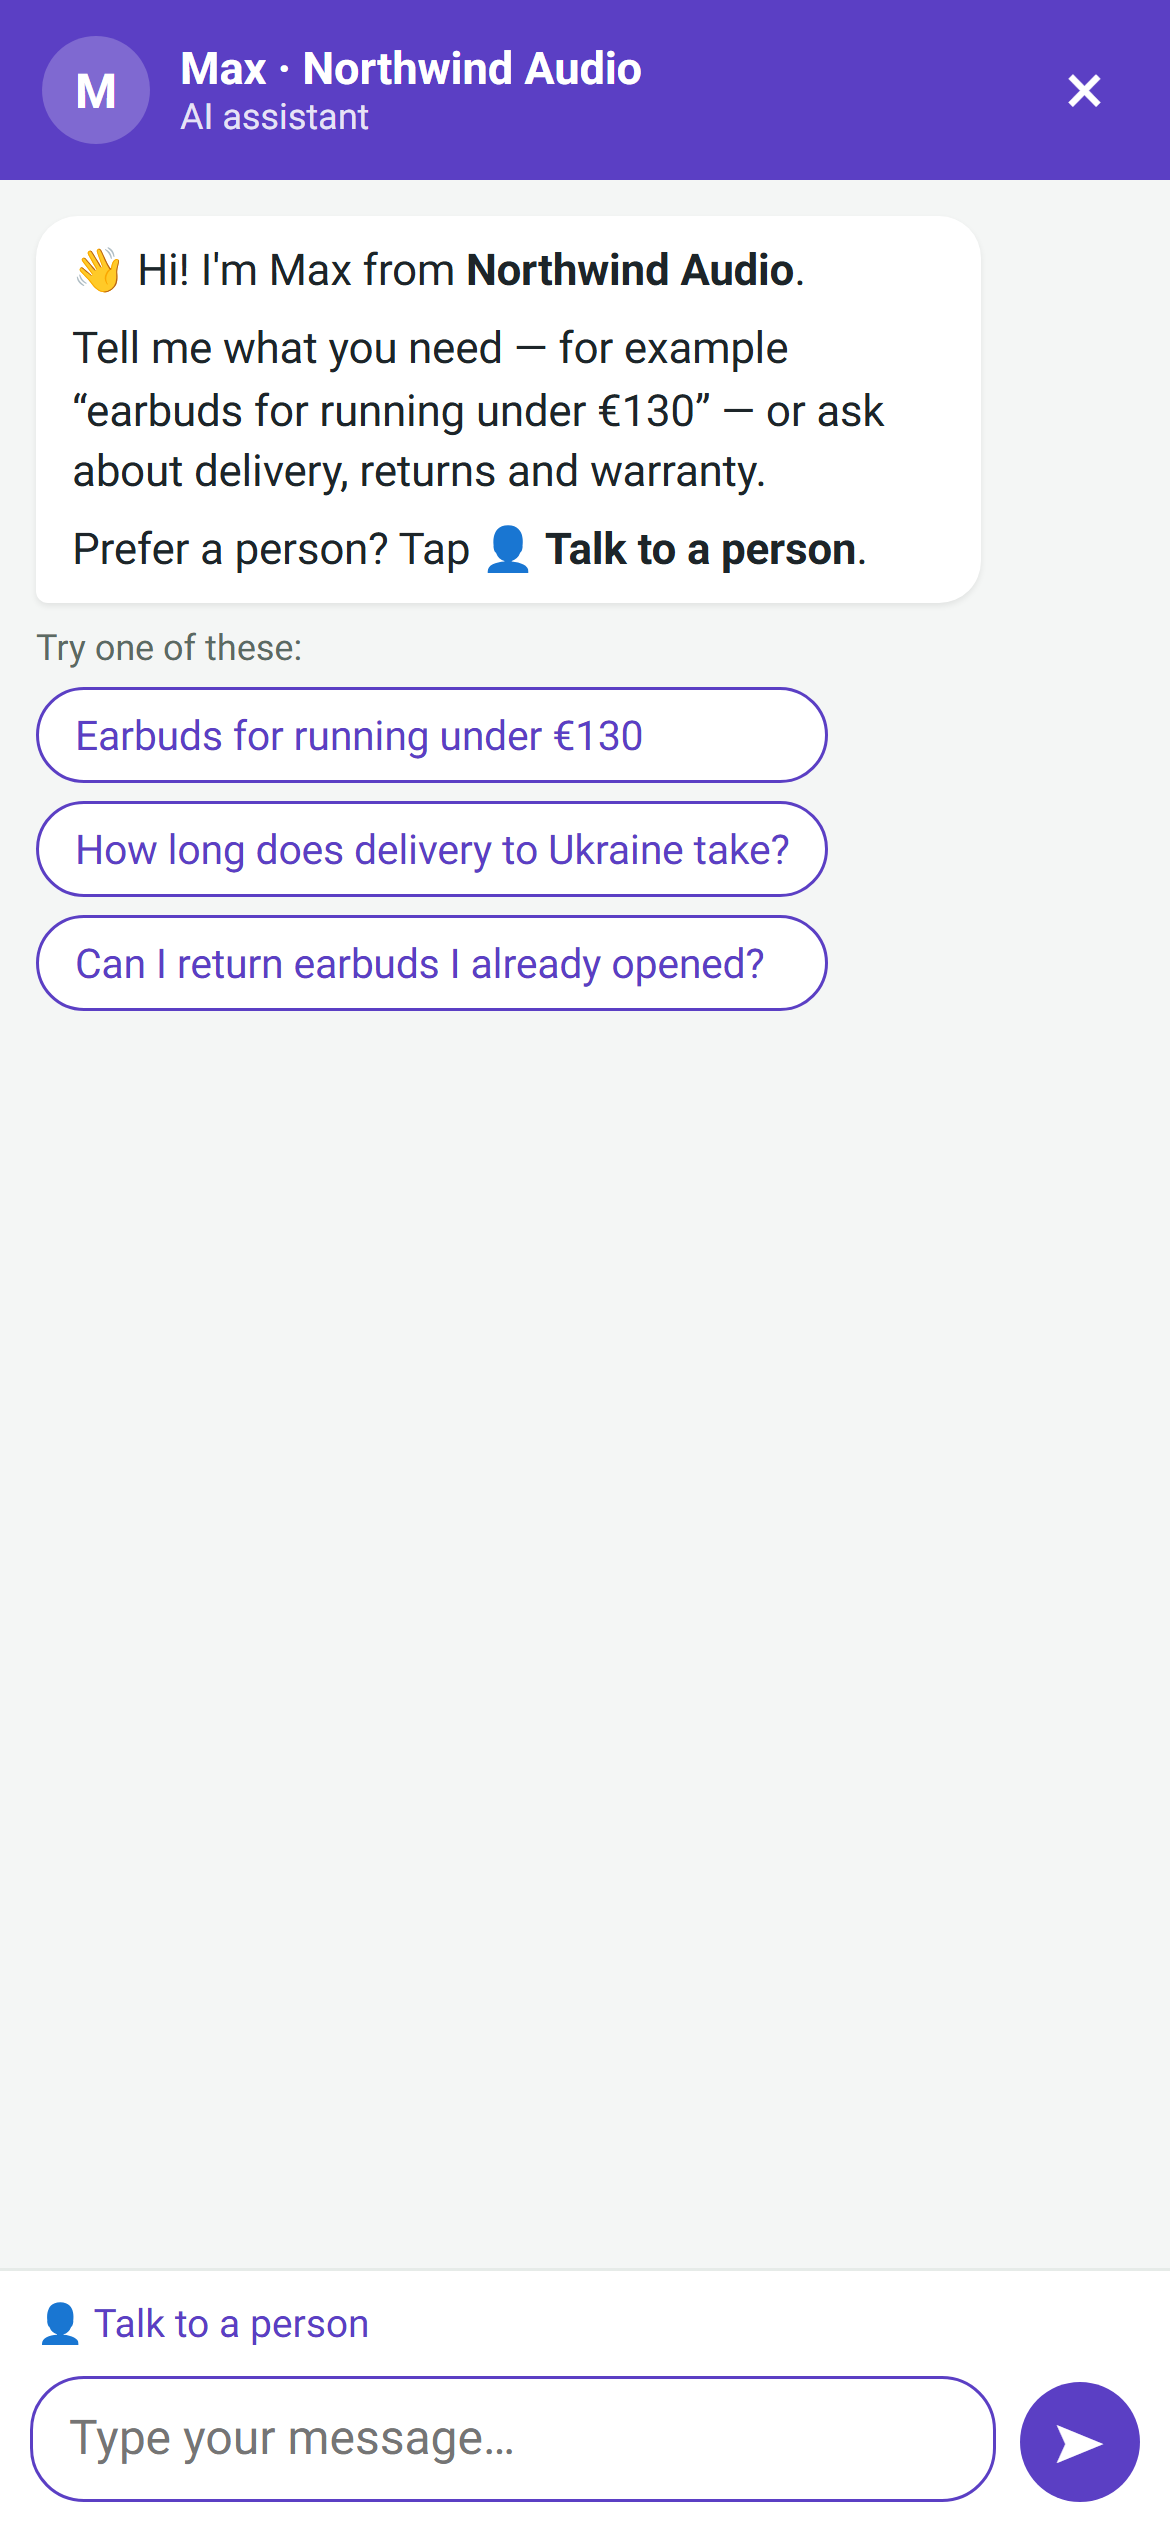 M
Max · Northwind Audio
AI assistant
×
👋 Hi! I'm Max from Northwind Audio.
Tell me what you need — for example
“earbuds for running under €130” — or ask
about delivery, returns and warranty.
Prefer a person? Tap 👤 Talk to a person.
Try one of these:
Earbuds for running under €130
How long does delivery to Ukraine take?
Can I return earbuds I already opened?
👤 Talk to a person
Type your message...